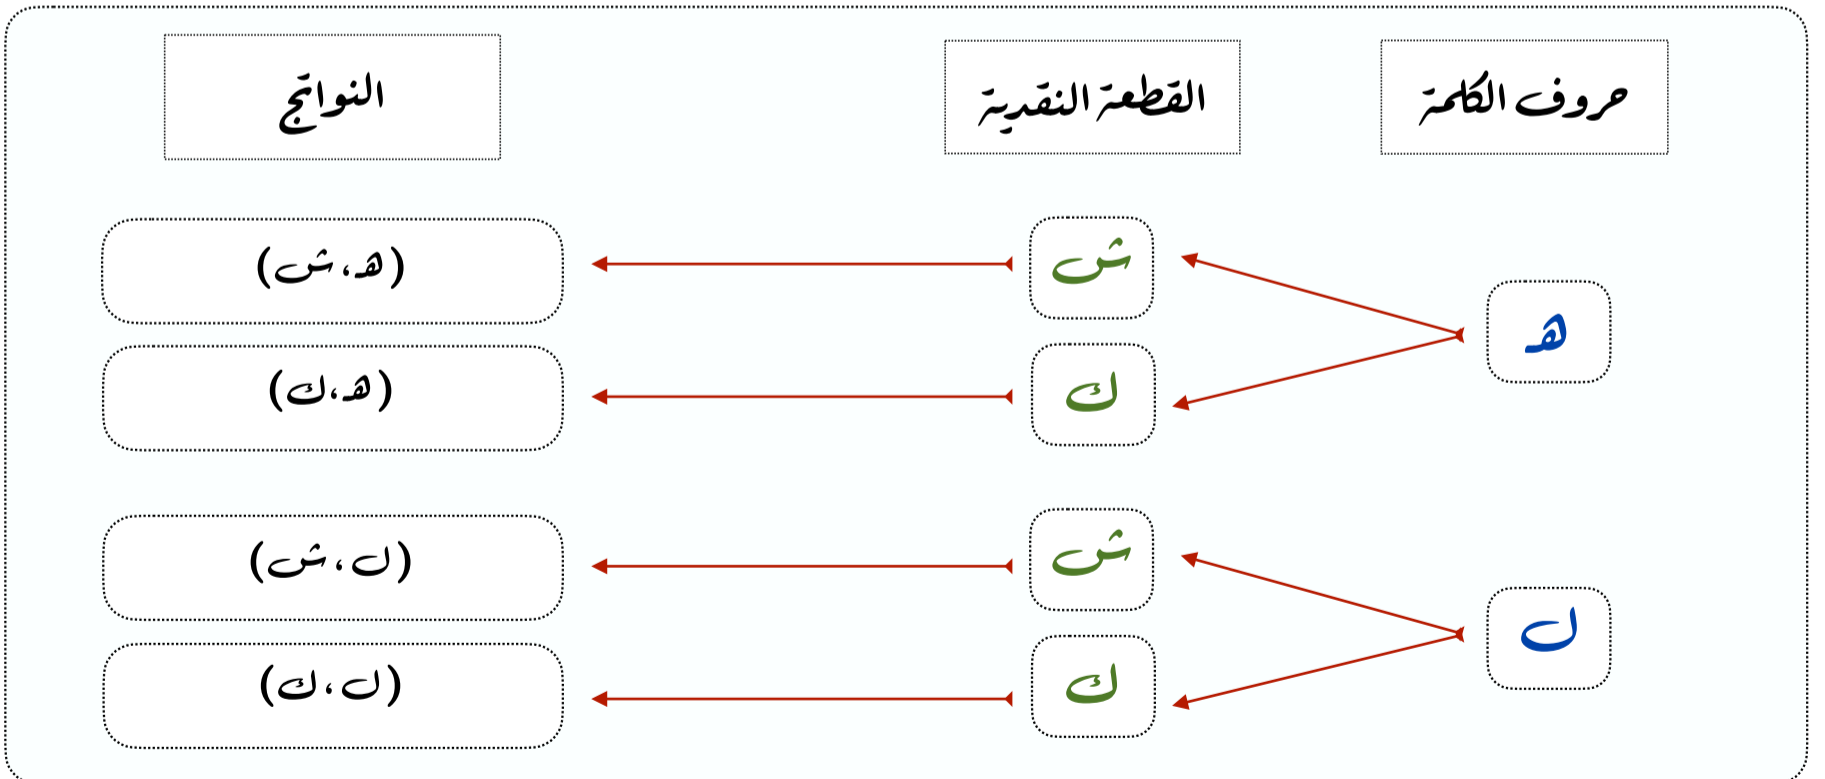 حروف الكلمة القطعة النقدية النواتج
ش (هـ، ش)
هـ
ك (هـ،ك)
ش (ل، ش)
ل
ك (ل، ك)